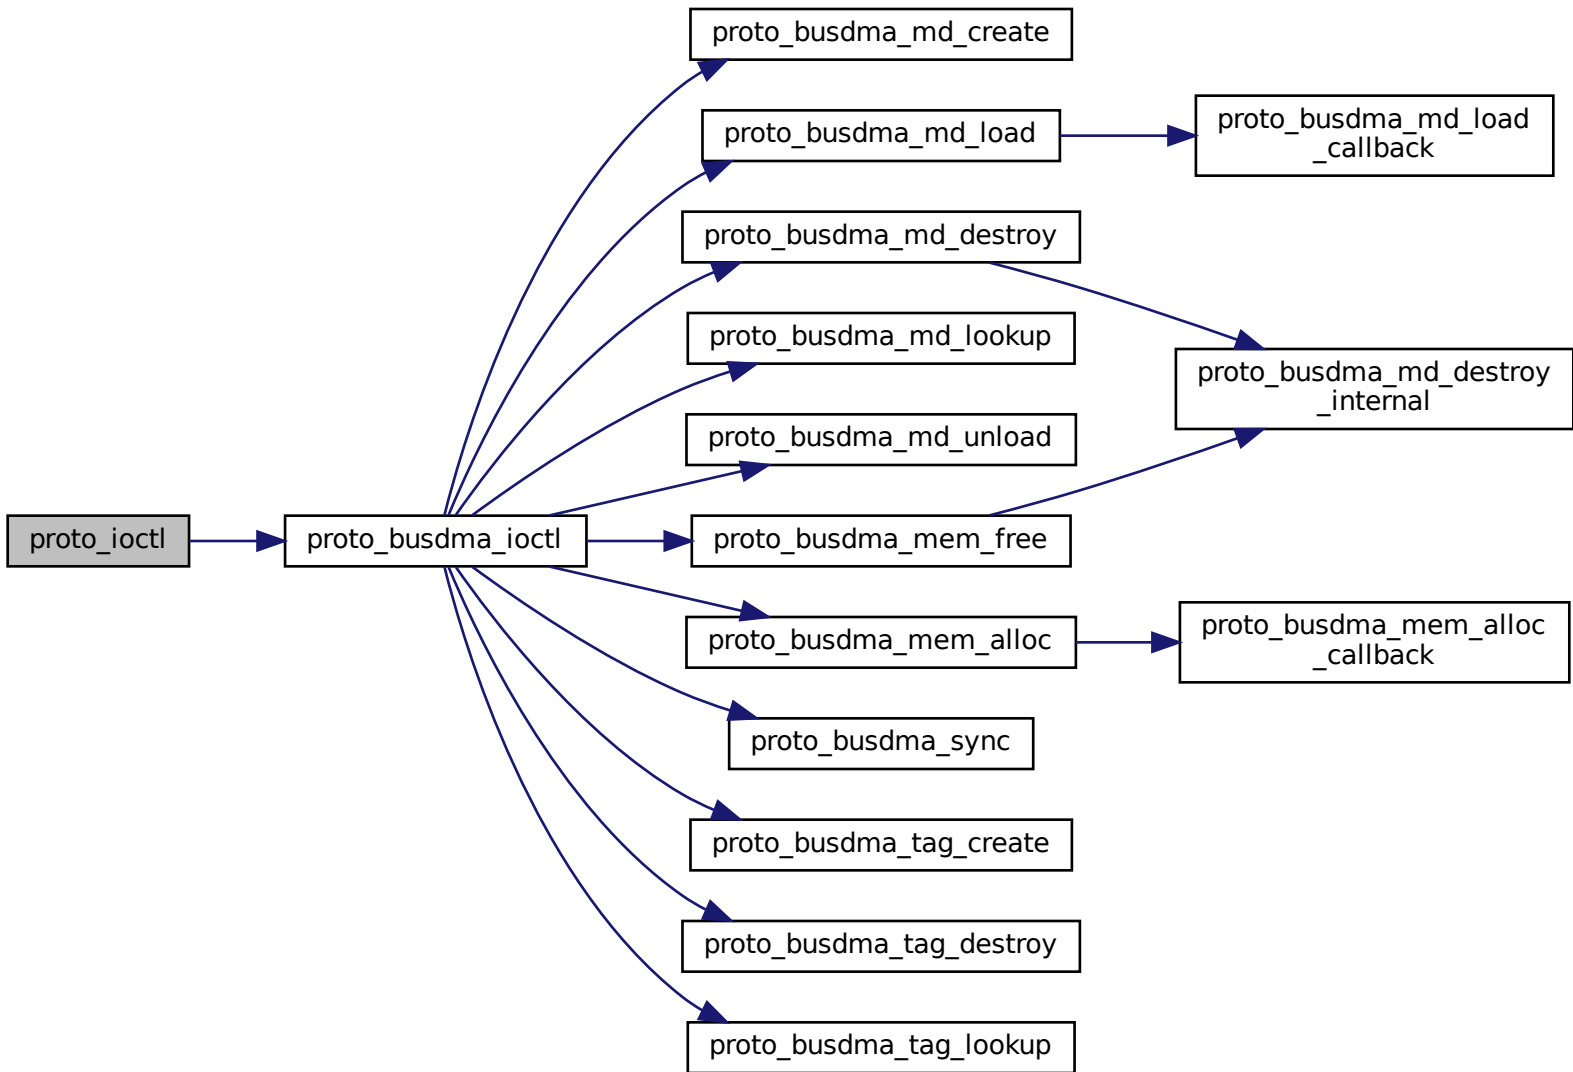 proto_ioctl
proto_busdma_ioctl
proto_busdma_md_create
proto_busdma_md_load
proto_busdma_md_destroy
proto_busdma_md_lookup
proto_busdma_md_unload
proto_busdma_mem_free
proto_busdma_mem_alloc
proto_busdma_sync
proto_busdma_tag_create
proto_busdma_tag_destroy
proto_busdma_tag_lookup
proto_busdma_md_load
_callback
proto_busdma_md_destroy
_internal
proto_busdma_mem_alloc
_callback